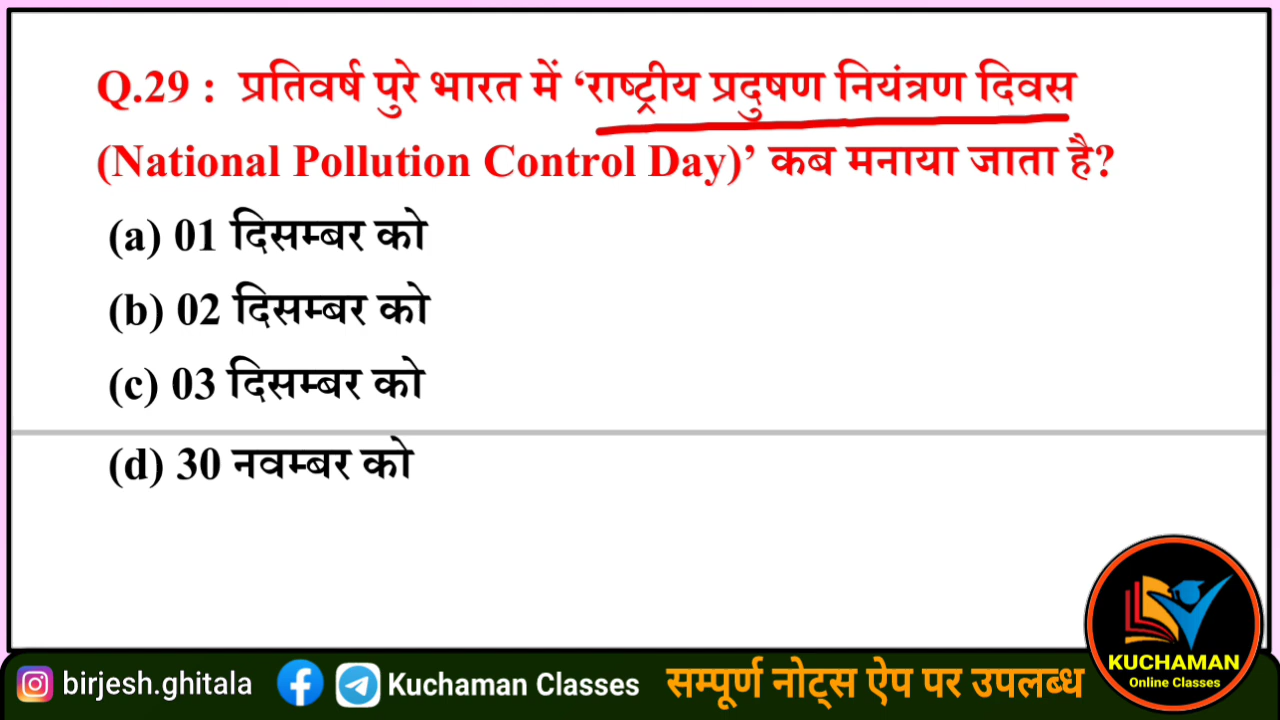 Q.29 : प्रतिवर्ष पुरे भारत में ‘राष्ट्रीय प्रदुषण नियंत्रण दिवस
(National Pollution Control Day)’ कब मनाया जाता है?
(a) 01 दिसम्बर को
(b) 02 दिसम्बर को
(c) 03 दिसम्बर को
(d) 30 नवम्बर को
KUCHAMAN
Online Classes
birjesh.ghitala Kuchaman Classes सम्पूर्ण नोट्स ऐप पर उपलब्ध